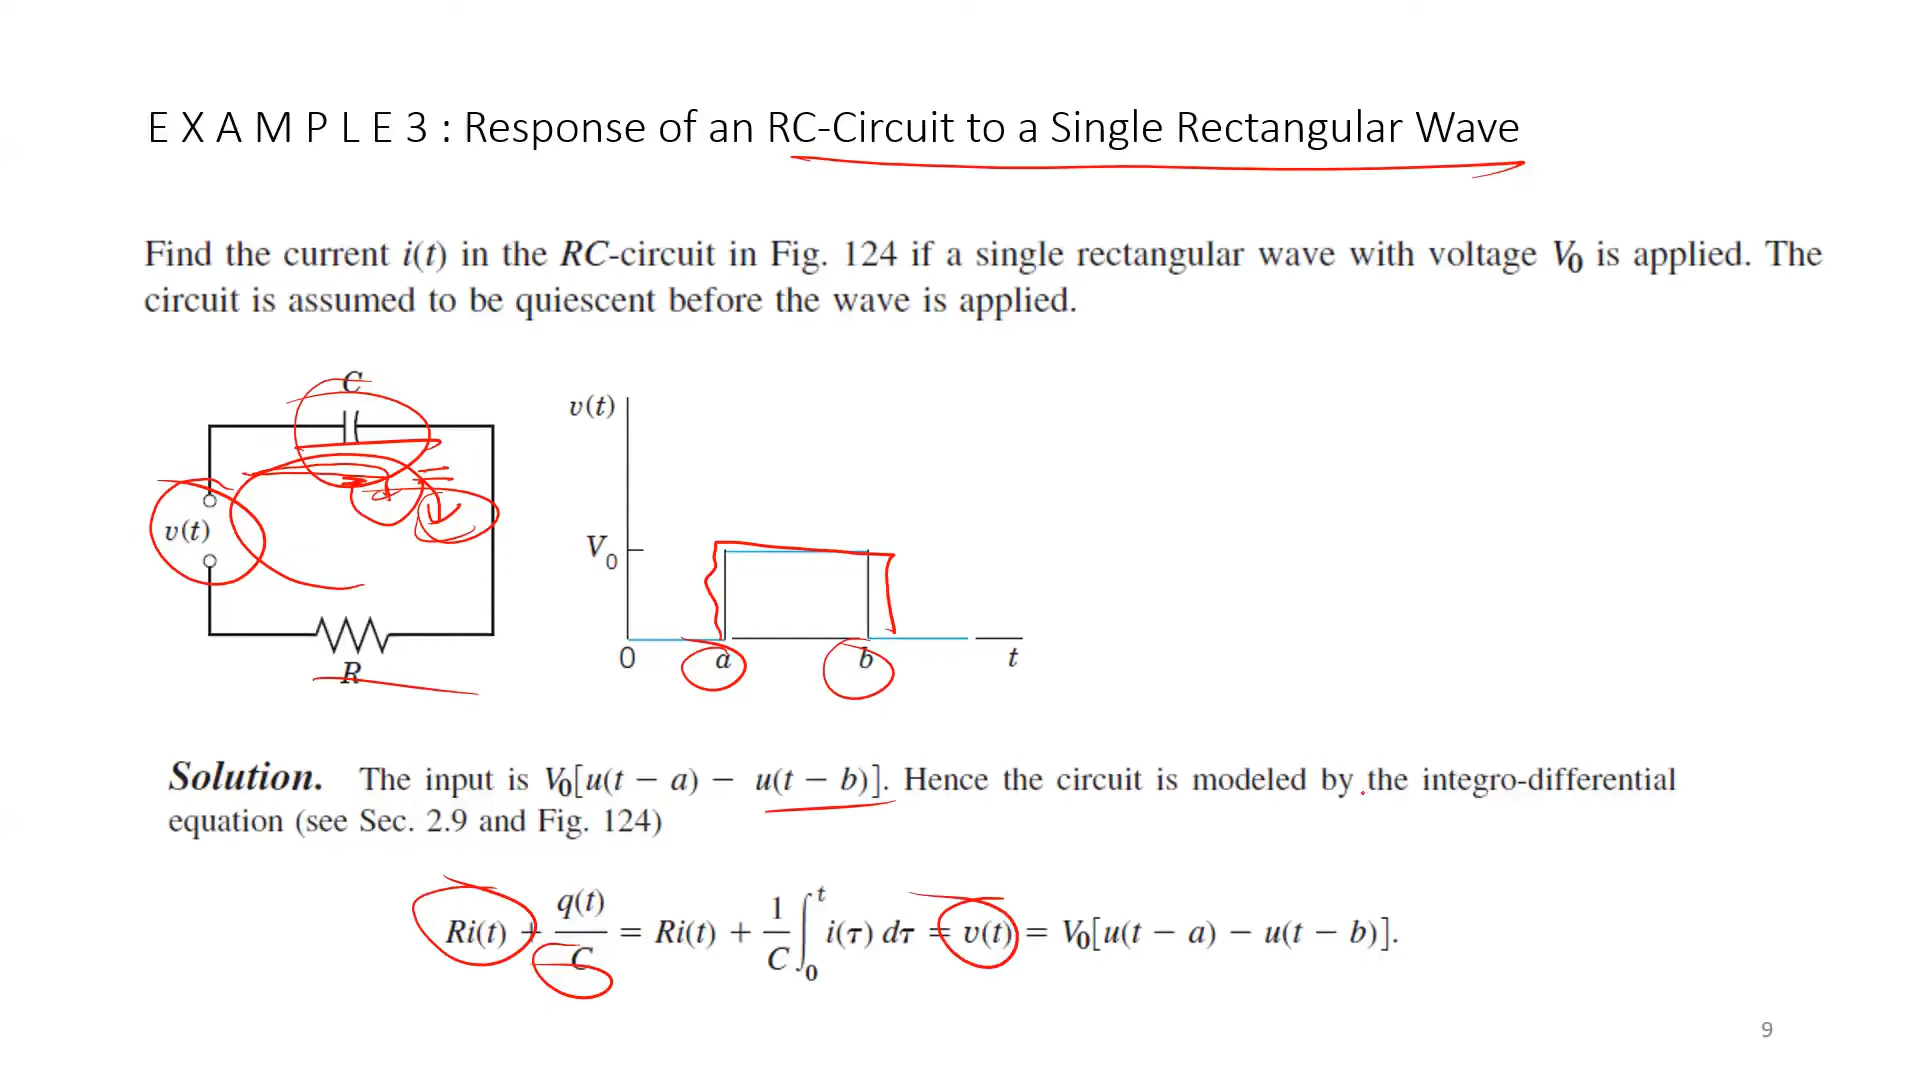 E X A M P L E 3 : Response of an RC-Circuit to a Single Rectangular Wave
Find the current i(t) in the RC-circuit in Fig. 124 if a single rectangular wave with voltage V₀ is applied. The
circuit is assumed to be quiescent before the wave is applied.
C
v(t)
R
v(t)
V₀
0 a b t
Solution. The input is V₀[u(t − a) − u(t − b)]. Hence the circuit is modeled by the integro-differential
equation (see Sec. 2.9 and Fig. 124)
Ri(t) + q(t)/C = Ri(t) + 1/C ∫₀ᵗ i(τ) dτ = v(t) = V₀[u(t − a) − u(t − b)].
9